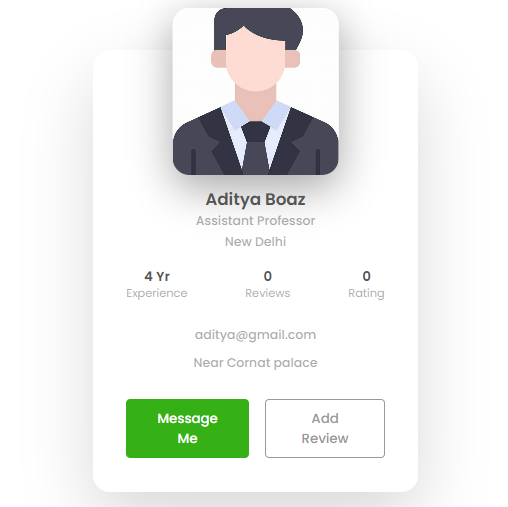 Aditya Boaz
Assistant Professor
New Delhi
4 Yr 0 0
Experience Reviews Rating
aditya@gmail.com
Near Cornat palace
Message Add
Me Review